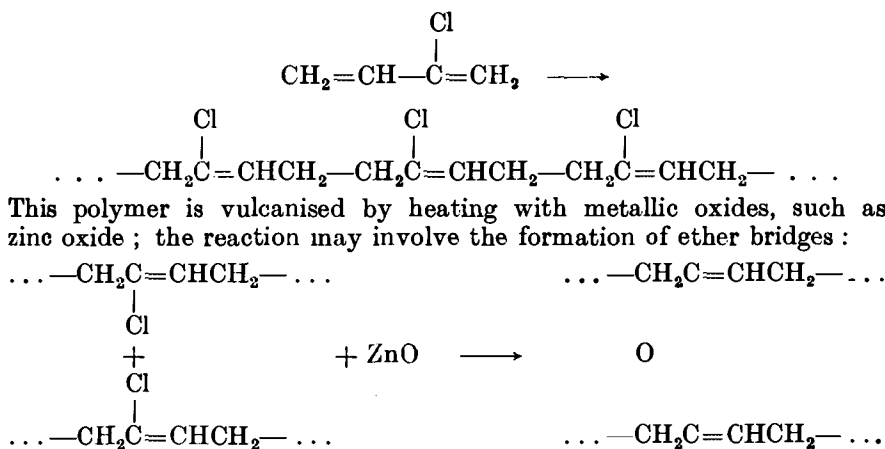 Cl
|
CH₂=CH—C=CH₂ ⟶
Cl Cl Cl
| | |
. . . —CH₂C=CHCH₂—CH₂C=CHCH₂—CH₂C=CHCH₂— . . .
This polymer is vulcanised by heating with metallic oxides, such as
zinc oxide ; the reaction may involve the formation of ether bridges :
. . . —CH₂C=CHCH₂— . . . . . . —CH₂C=CHCH₂— . . .
|
Cl
+ + ZnO ⟶ O
Cl
|
. . . —CH₂C=CHCH₂— . . . . . . —CH₂C=CHCH₂— . . .